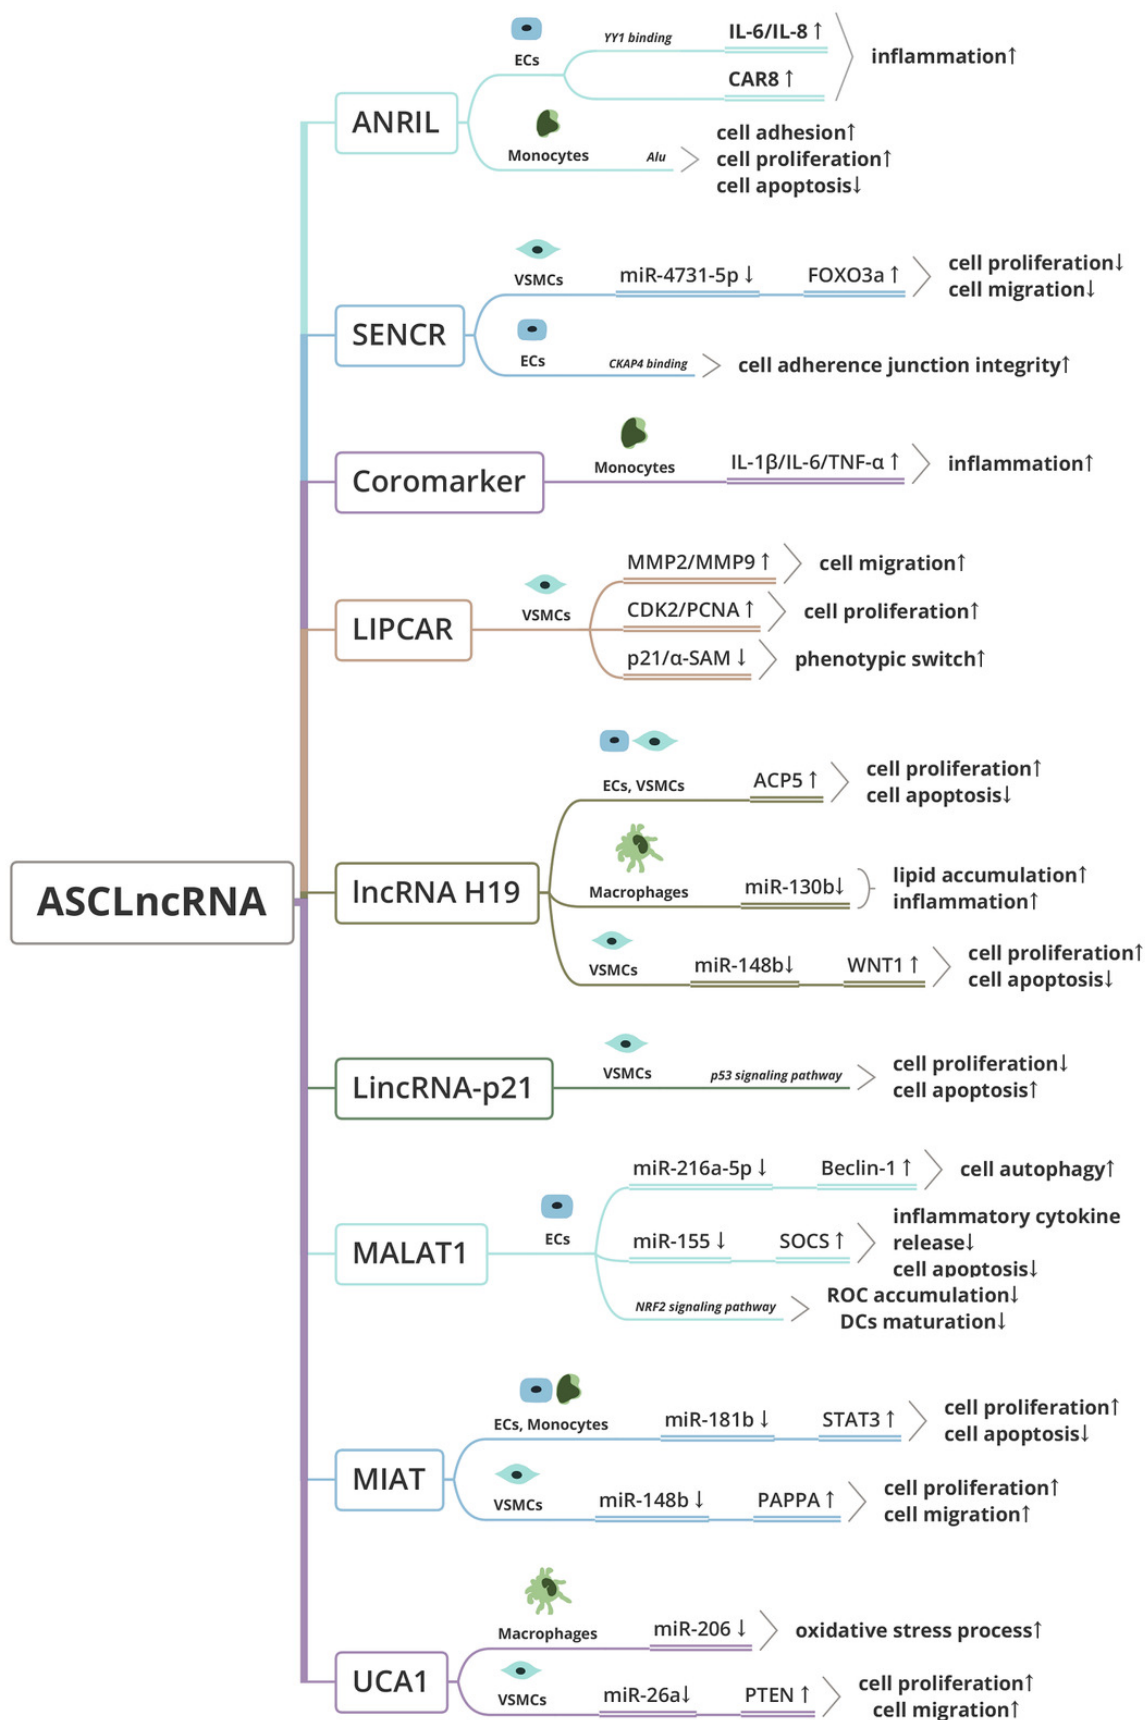 ASCLncRNA
ANRIL
ECs
YY1 binding
IL-6/IL-8 ↑
CAR8 ↑
inflammation↑
Monocytes
Alu
cell adhesion↑
cell proliferation↑
cell apoptosis↓
SENCR
VSMCs
miR-4731-5p ↓
FOXO3a ↑
cell proliferation↓
cell migration↓
ECs
CKAP4 binding
cell adherence junction integrity↑
Coromarker
Monocytes
IL-1β/IL-6/TNF-α ↑
inflammation↑
LIPCAR
VSMCs
MMP2/MMP9 ↑
cell migration↑
CDK2/PCNA ↑
cell proliferation↑
p21/α-SAM ↓
phenotypic switch↑
lncRNA H19
ECs, VSMCs
ACP5 ↑
cell proliferation↑
cell apoptosis↓
Macrophages
miR-130b↓
lipid accumulation↑
inflammation↑
VSMCs
miR-148b↓
WNT1 ↑
cell proliferation↑
cell apoptosis↓
LincRNA-p21
VSMCs
p53 signaling pathway
cell proliferation↓
cell apoptosis↑
MALAT1
ECs
miR-216a-5p ↓
Beclin-1 ↑
cell autophagy↑
miR-155 ↓
SOCS ↑
inflammatory cytokine
release↓
cell apoptosis↓
NRF2 signaling pathway
ROC accumulation↓
DCs maturation↓
MIAT
ECs, Monocytes
miR-181b ↓
STAT3 ↑
cell proliferation↑
cell apoptosis↓
VSMCs
miR-148b ↓
PAPPA ↑
cell proliferation↑
cell migration↑
UCA1
Macrophages
miR-206 ↓
oxidative stress process↑
VSMCs
miR-26a↓
PTEN ↑
cell proliferation↑
cell migration↑